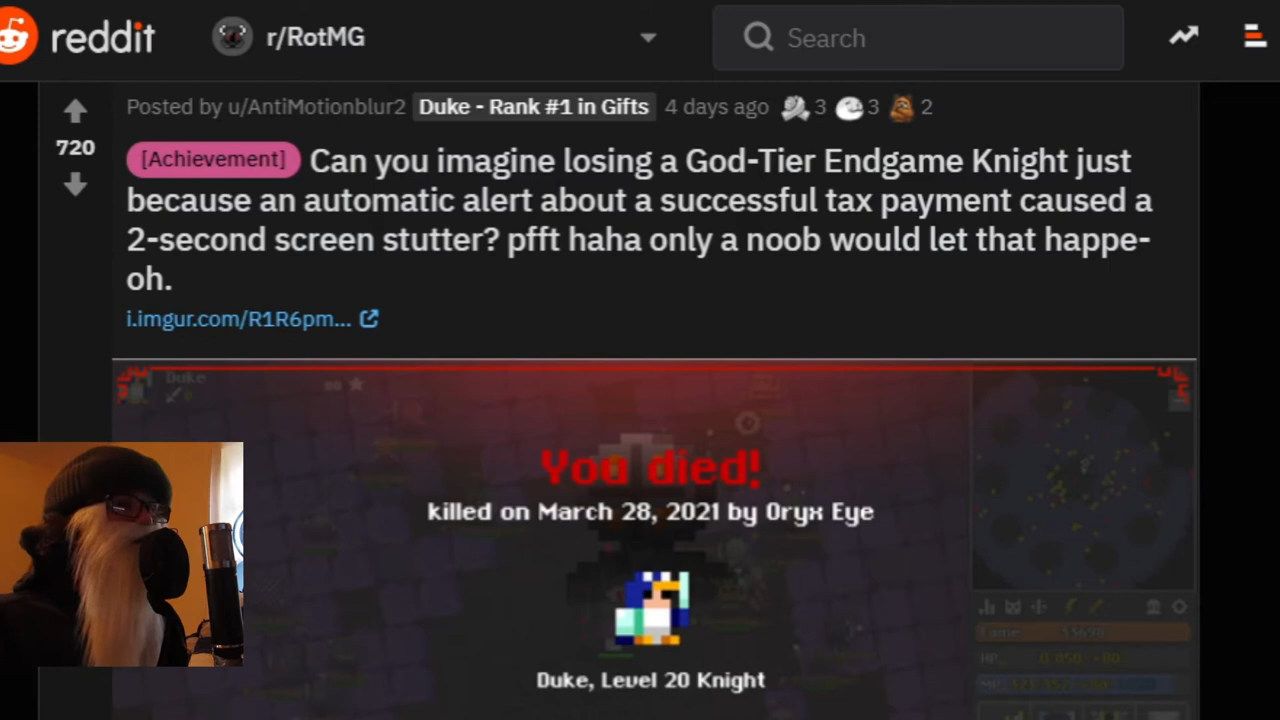 reddit r/RotMG Search
Posted by u/AntiMotionblur2 Duke - Rank #1 in Gifts 4 days ago 3 3 2
720
[Achievement] Can you imagine losing a God-Tier Endgame Knight just
because an automatic alert about a successful tax payment caused a
2-second screen stutter? pfft haha only a noob would let that happe-
oh.
i.imgur.com/R1R6pm...
Duke
You died!
killed on March 28, 2021 by Oryx Eye
Duke, Level 20 Knight